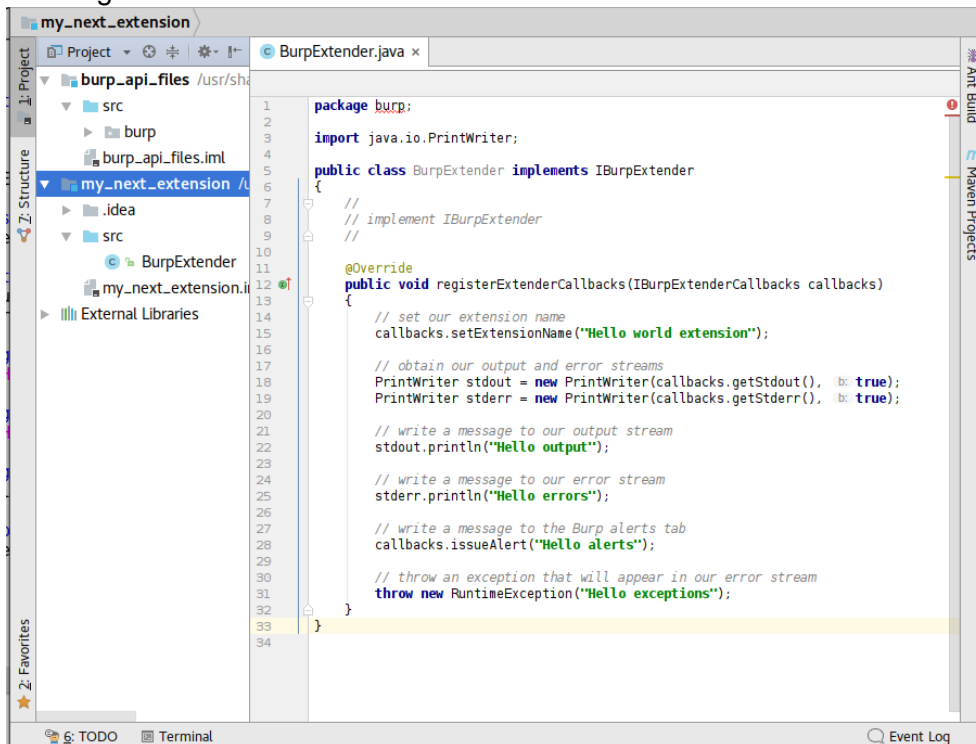 my_next_extension
Project
BurpExtender.java ×
1: Project
Z: Structure
2: Favorites
burp_api_files /usr/sha
src
burp
burp_api_files.iml
my_next_extension /u
.idea
src
BurpExtender
my_next_extension.i
External Libraries
1 package burp;
2
3 import java.io.PrintWriter;
4
5 public class BurpExtender implements IBurpExtender
6 {
7 //
8 // implement IBurpExtender
9 //
10
11 @Override
12 public void registerExtenderCallbacks(IBurpExtenderCallbacks callbacks)
13 {
14 // set our extension name
15 callbacks.setExtensionName("Hello world extension");
16
17 // obtain our output and error streams
18 PrintWriter stdout = new PrintWriter(callbacks.getStdout(), b: true);
19 PrintWriter stderr = new PrintWriter(callbacks.getStderr(), b: true);
20
21 // write a message to our output stream
22 stdout.println("Hello output");
23
24 // write a message to our error stream
25 stderr.println("Hello errors");
26
27 // write a message to the Burp alerts tab
28 callbacks.issueAlert("Hello alerts");
29
30 // throw an exception that will appear in our error stream
31 throw new RuntimeException("Hello exceptions");
32 }
33 }
34
Ant Build
m Maven Projects
6: TODO
Terminal
Event Log